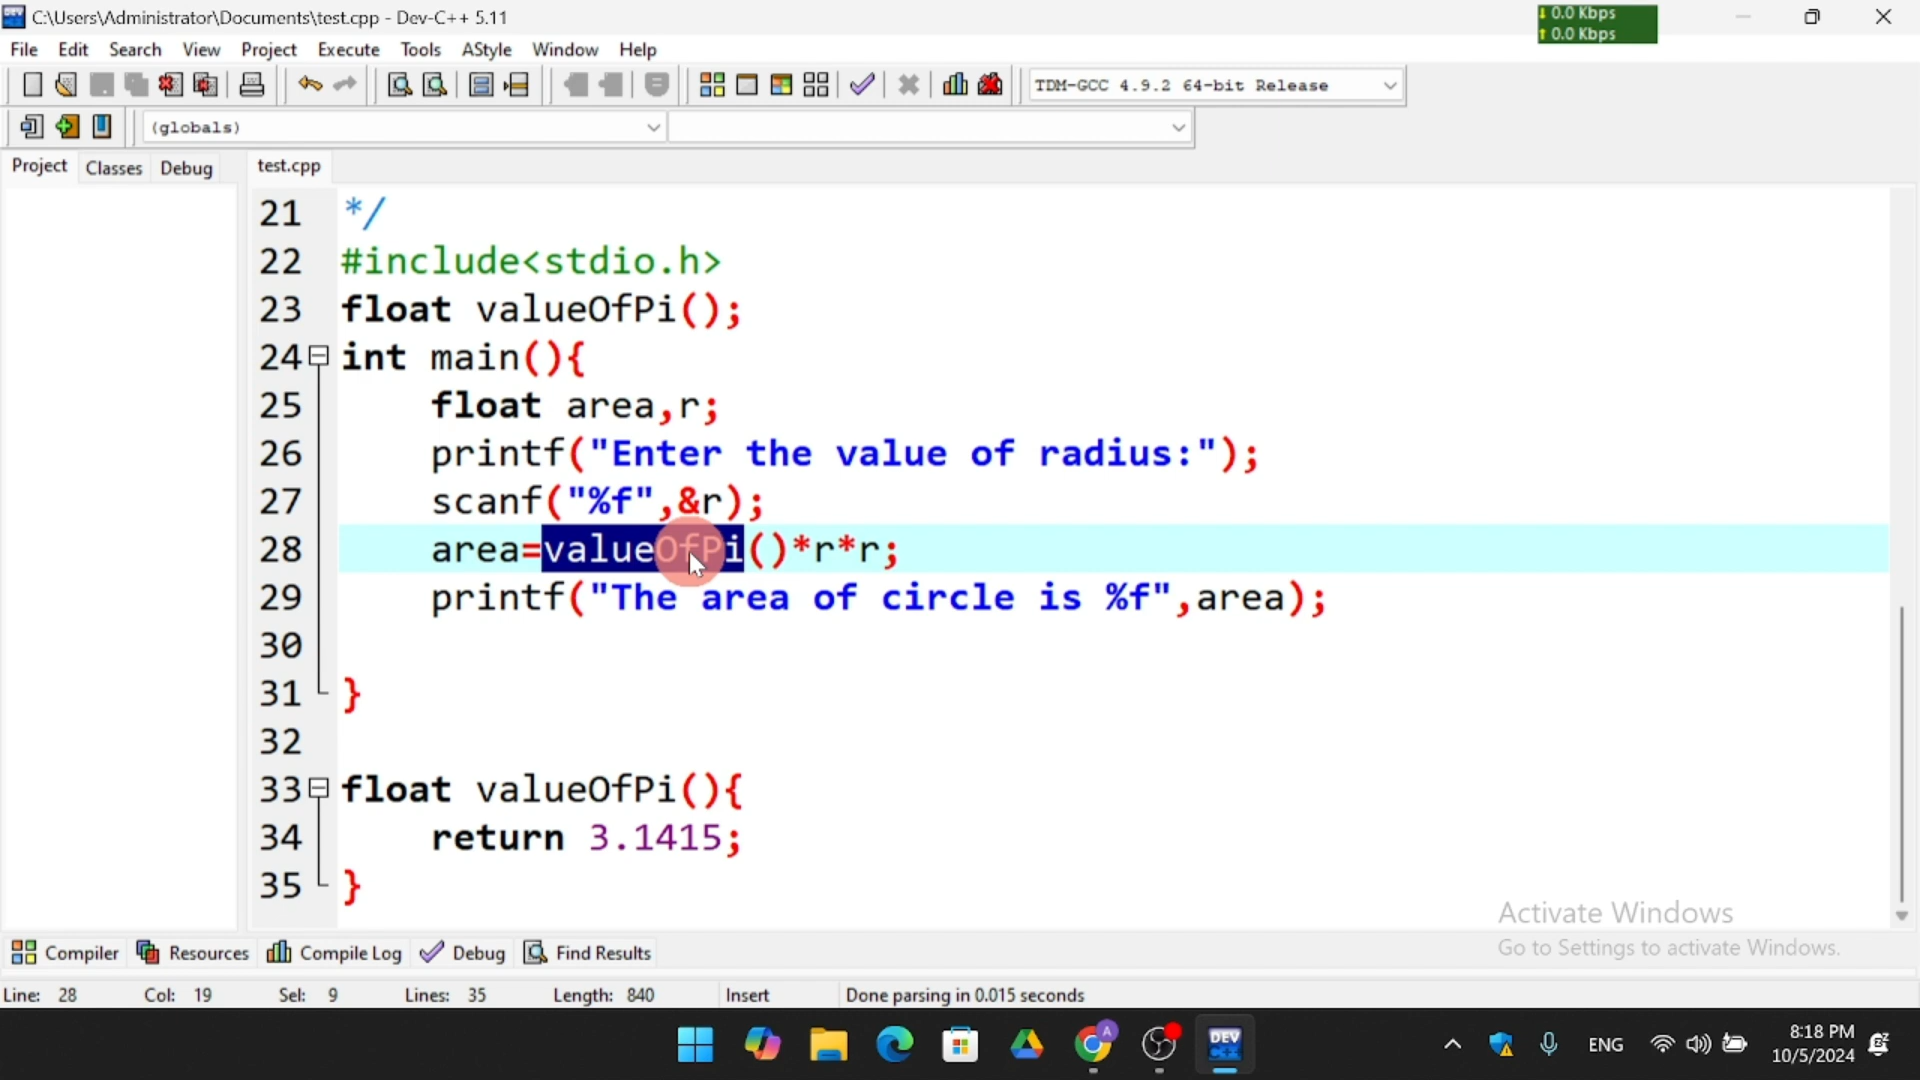 C:\Users\Administrator\Documents\test.cpp - Dev-C++ 5.11
0.0 Kbps
0.0 Kbps
File Edit Search View Project Execute Tools AStyle Window Help
TDM-GCC 4.9.2 64-bit Release
(globals)
Project Classes Debug test.cpp
21 */
22 #include<stdio.h>
23 float valueOfPi();
24 int main(){
25 float area,r;
26 printf("Enter the value of radius:");
27 scanf("%f",&r);
28 area=valueOfPi()*r*r;
29 printf("The area of circle is %f",area);
30
31 }
32
33 float valueOfPi(){
34 return 3.1415;
35 }
Activate Windows
Go to Settings to activate Windows.
Compiler Resources Compile Log Debug Find Results
Line: 28 Col: 19 Sel: 9 Lines: 35 Length: 840 Insert Done parsing in 0.015 seconds
DEV
A
ENG
8:18 PM
10/5/2024